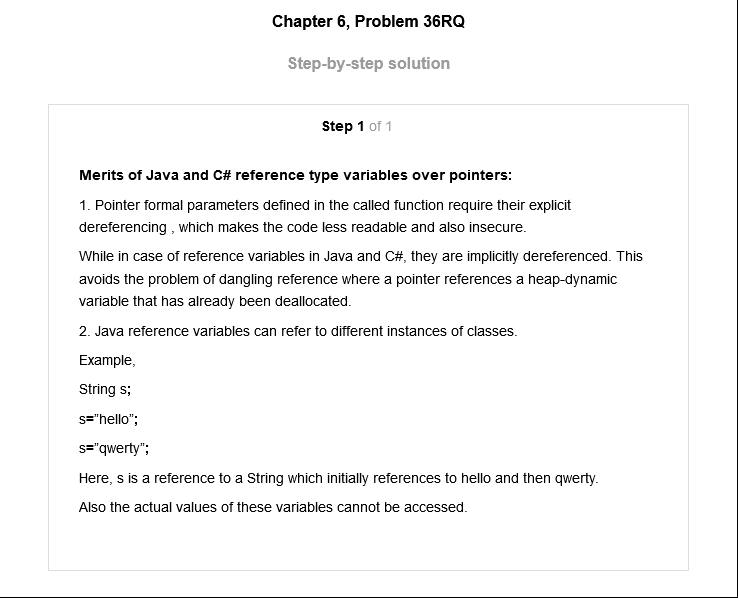 Chapter 6, Problem 36RQ
Step-by-step solution
Step 1 of 1
Merits of Java and C# reference type variables over pointers:
1. Pointer formal parameters defined in the called function require their explicit
dereferencing , which makes the code less readable and also insecure.
While in case of reference variables in Java and C#, they are implicitly dereferenced. This
avoids the problem of dangling reference where a pointer references a heap-dynamic
variable that has already been deallocated.
2. Java reference variables can refer to different instances of classes.
Example,
String s;
s=”hello”;
s=”qwerty”;
Here, s is a reference to a String which initially references to hello and then qwerty.
Also the actual values of these variables cannot be accessed.